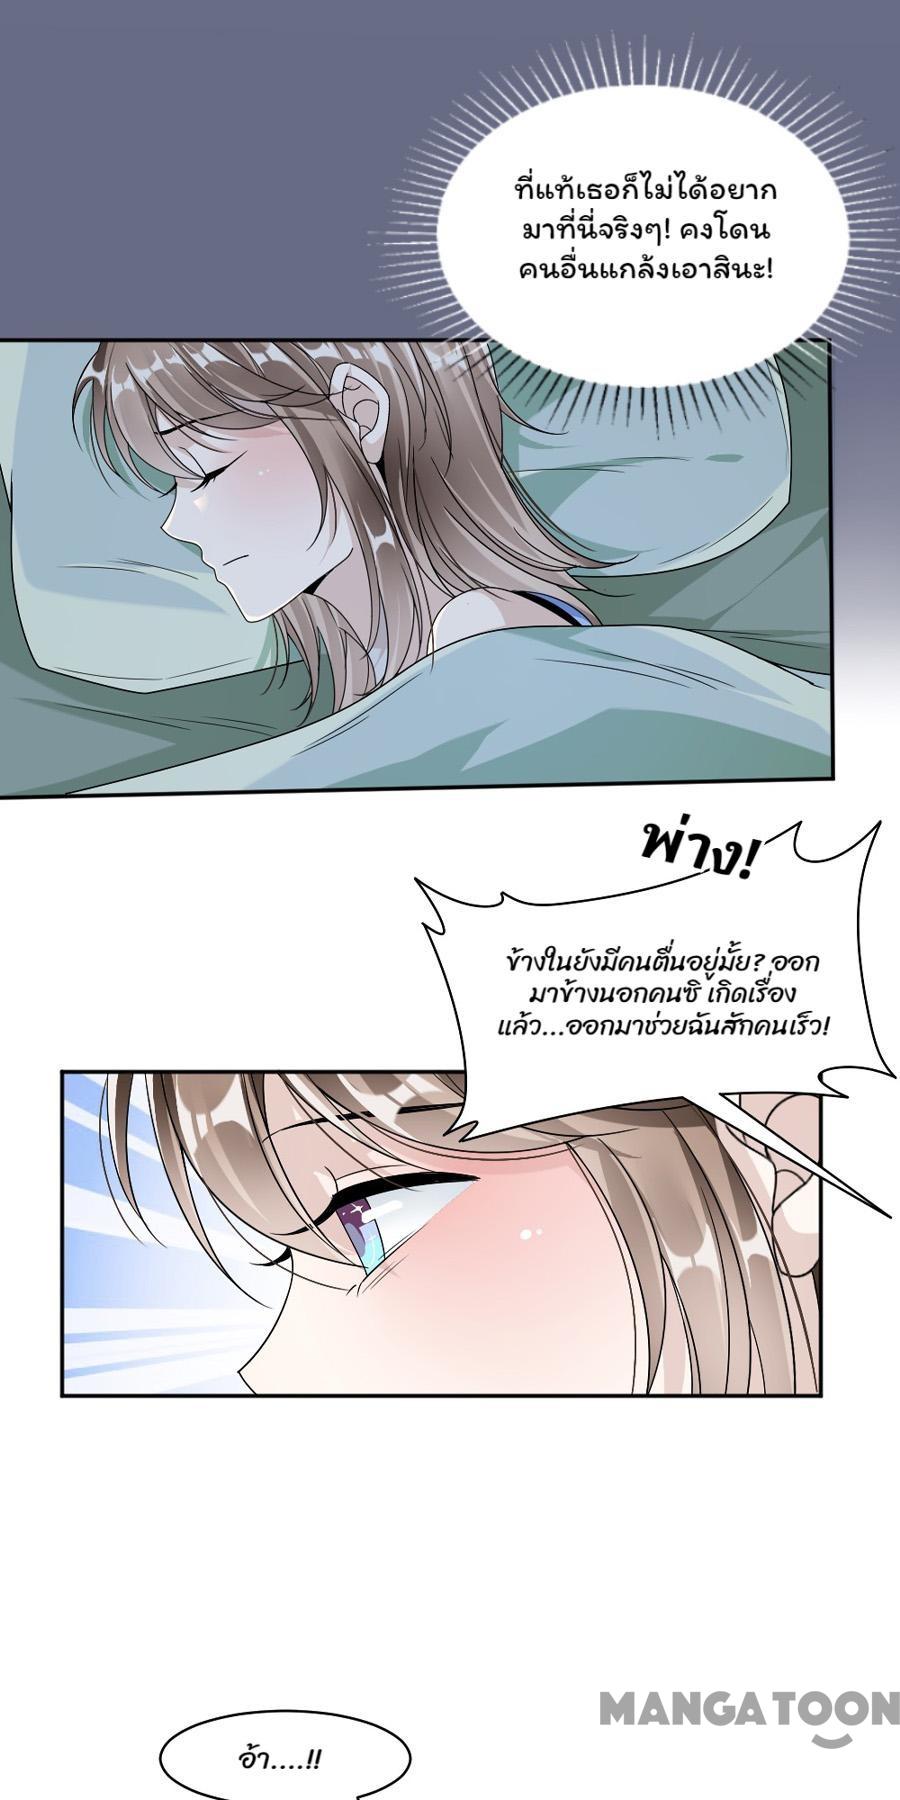 ที่แท้เธอก็ไม่ได้อยาก
มาที่นี่จริงๆ! คงโดน
คนอื่นแกล้งเอาสินะ!
พ่าง!
ข้างในยังมีคนตื่นอยู่มั้ย? ออก
มาข้างนอกคนซิ เกิดเรื่อง
แล้ว...ออกมาช่วยฉันสักคนเร็ว!
MANGATOON
อ้า....!!